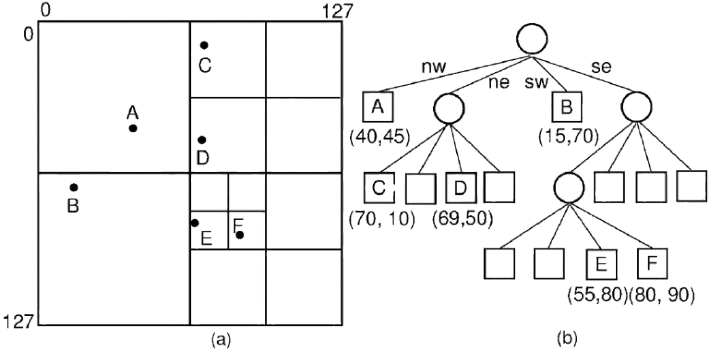 0 127
0
A
B
C
D
E F
127
(a)
nw ne sw se
A B
(40,45) (15,70)
C D
(70, 10) (69,50)
E F
(55,80) (80, 90)
(b)